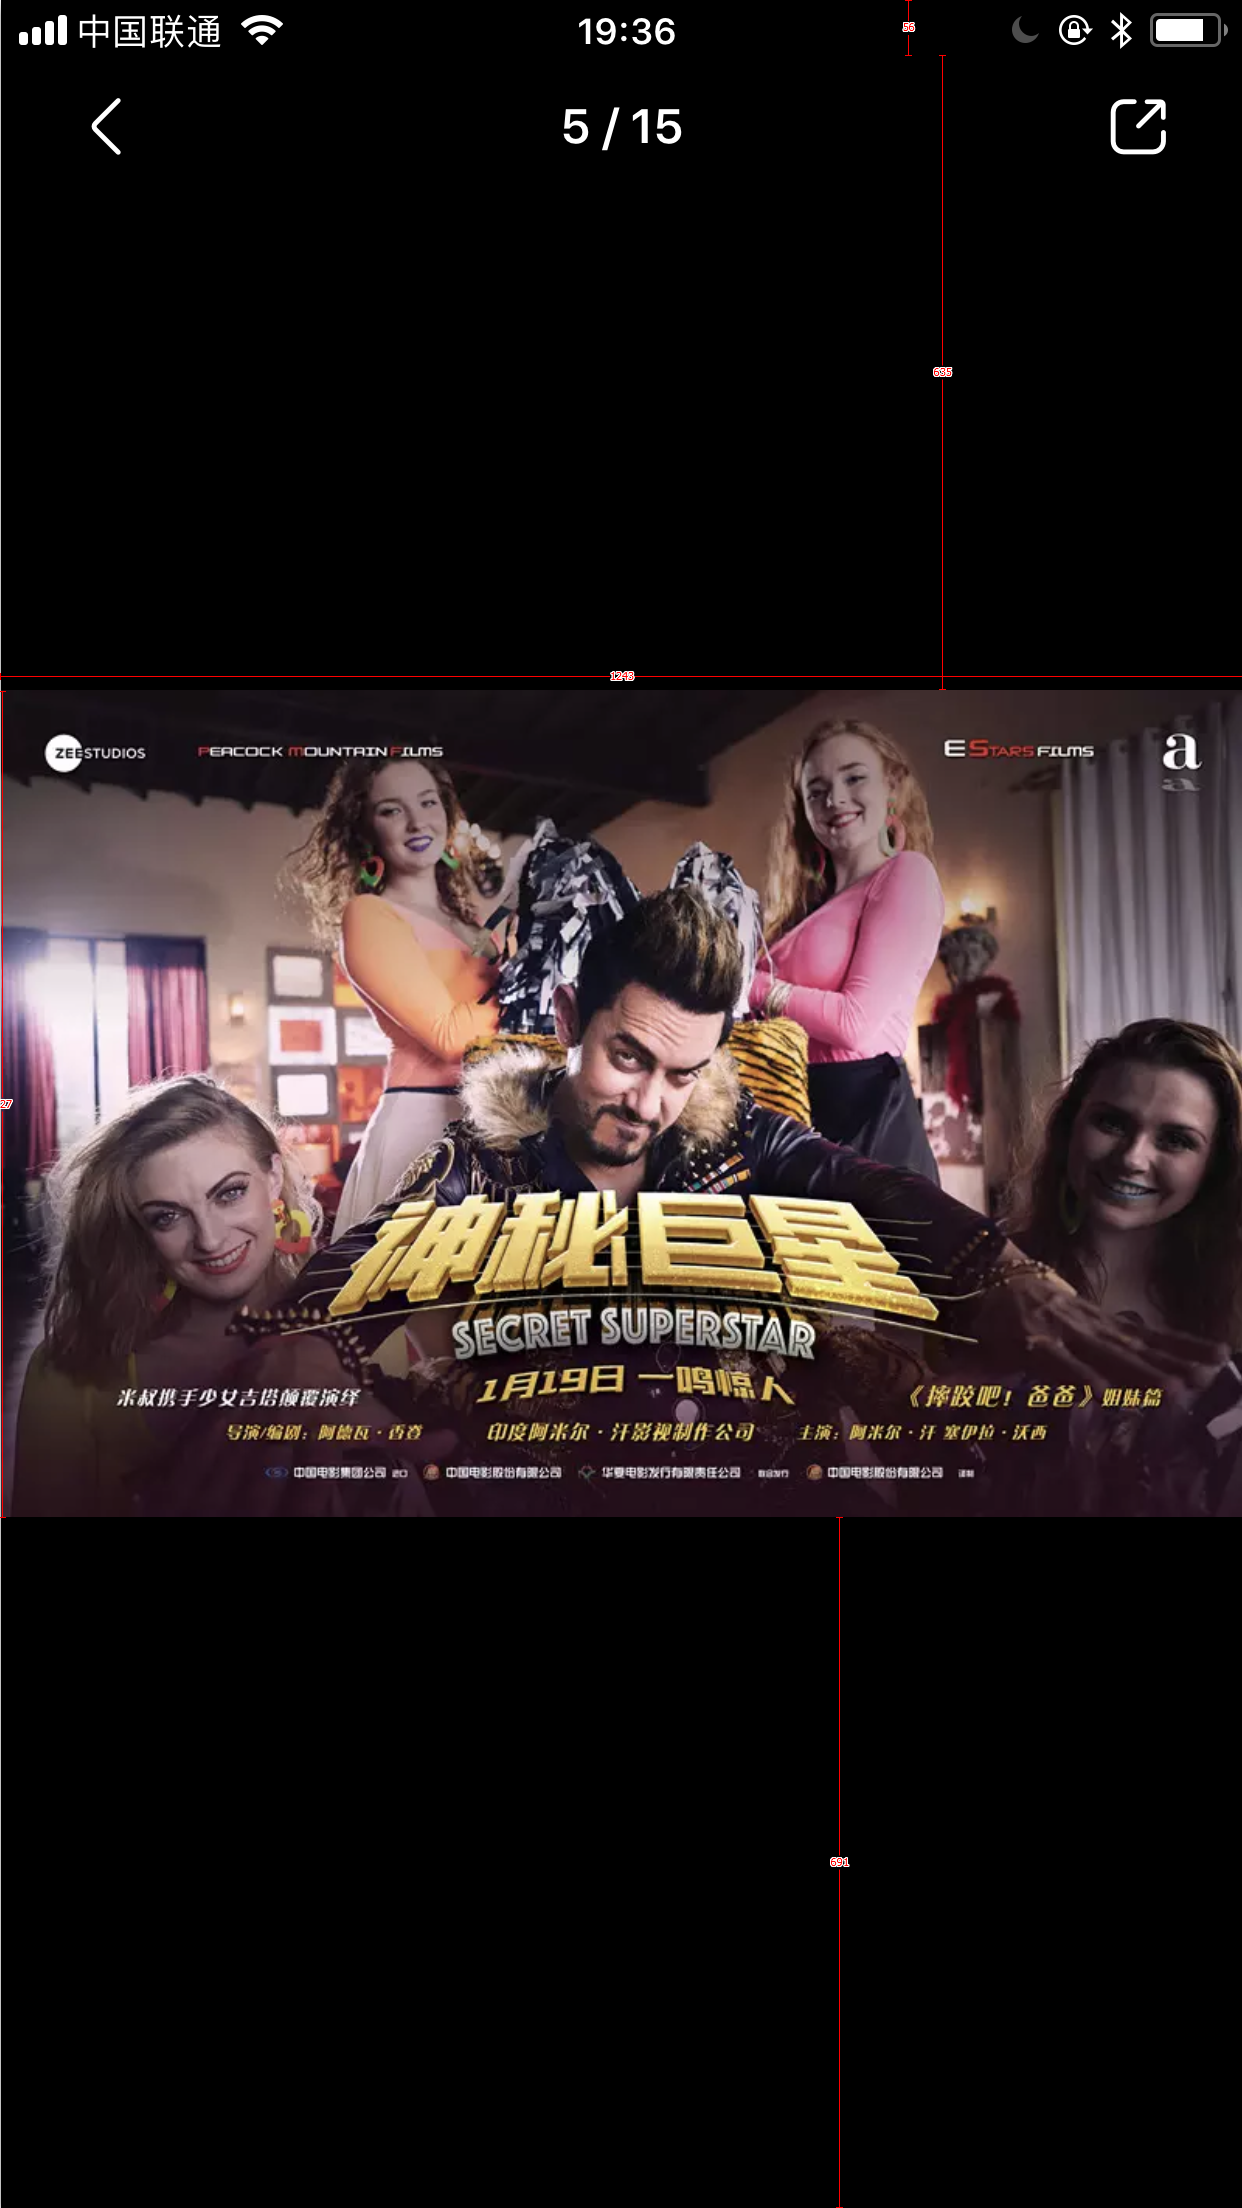 中国联通 19:36
56
5 / 15
635
1243
ZEE STUDIOS PEACOCK MOUNTAIN FILMS E STARS FILMS a
27
神秘巨星
SECRET SUPERSTAR
1月19日 一鸣惊人
米叔携手少女吉塔颠覆演绎 《摔跤吧！爸爸》姐妹篇
导演/编剧：阿德瓦·香登 印度阿米尔·汗影视制作公司 主演：阿米尔·汗 塞伊拉·沃西
中国电影集团公司 中国电影股份有限公司 华夏电影发行有限责任公司 联合发行 中国电影股份有限公司 译制
691